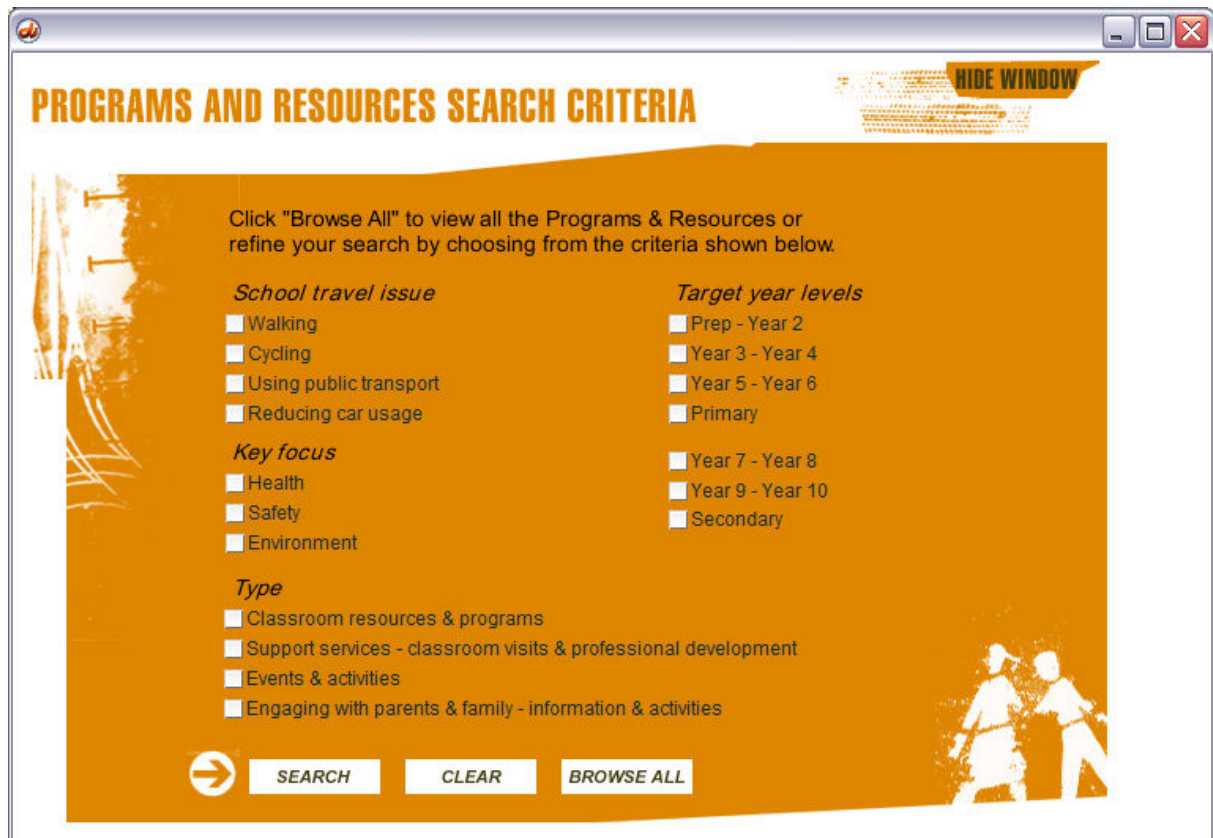 HIDE WINDOW
PROGRAMS AND RESOURCES SEARCH CRITERIA
Click "Browse All" to view all the Programs & Resources or
refine your search by choosing from the criteria shown below.
School travel issue
Walking
Cycling
Using public transport
Reducing car usage
Key focus
Health
Safety
Environment
Target year levels
Prep - Year 2
Year 3 - Year 4
Year 5 - Year 6
Primary
Year 7 - Year 8
Year 9 - Year 10
Secondary
Type
Classroom resources & programs
Support services - classroom visits & professional development
Events & activities
Engaging with parents & family - information & activities
SEARCH
CLEAR
BROWSE ALL